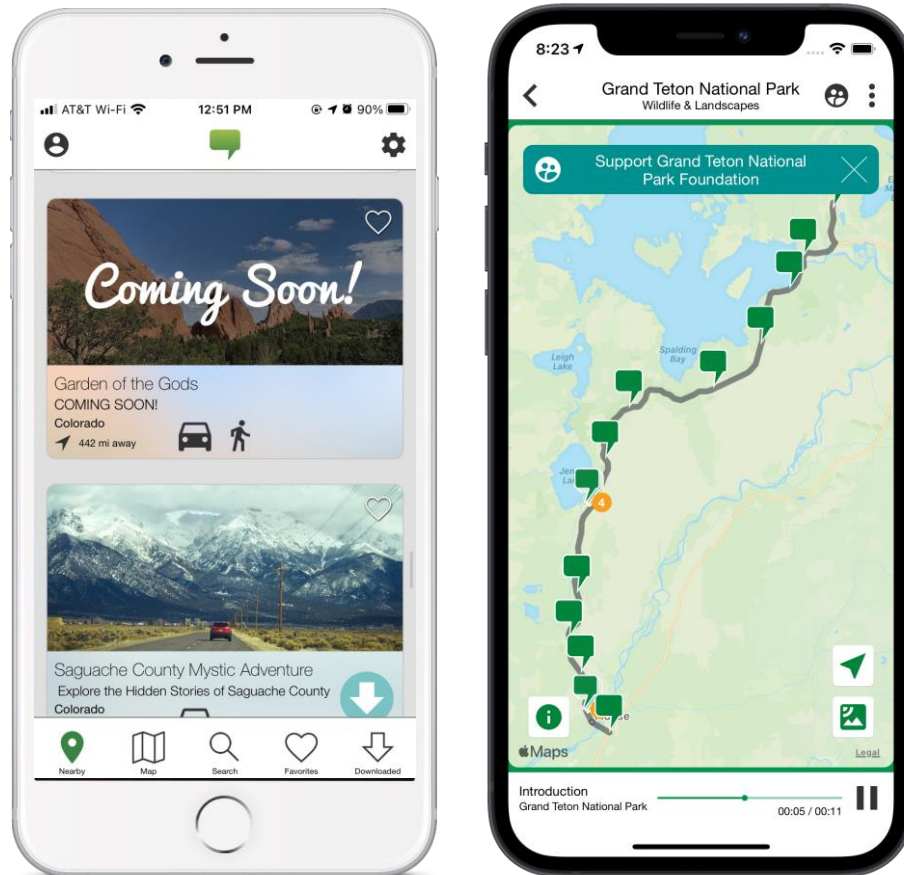 AT&T Wi-Fi
12:51 PM
90%
Coming Soon!
Garden of the Gods
COMING SOON!
Colorado
442 mi away
Saguache County Mystic Adventure
Explore the Hidden Stories of Saguache County
Colorado
Nearby
Map
Search
Favorites
Downloaded
8:23
Grand Teton National Park
Wildlife & Landscapes
Support Grand Teton National
Park Foundation
Leigh
Lake
Spalding
Bay
4
Maps
Legal
Introduction
Grand Teton National Park
00:05 / 00:11